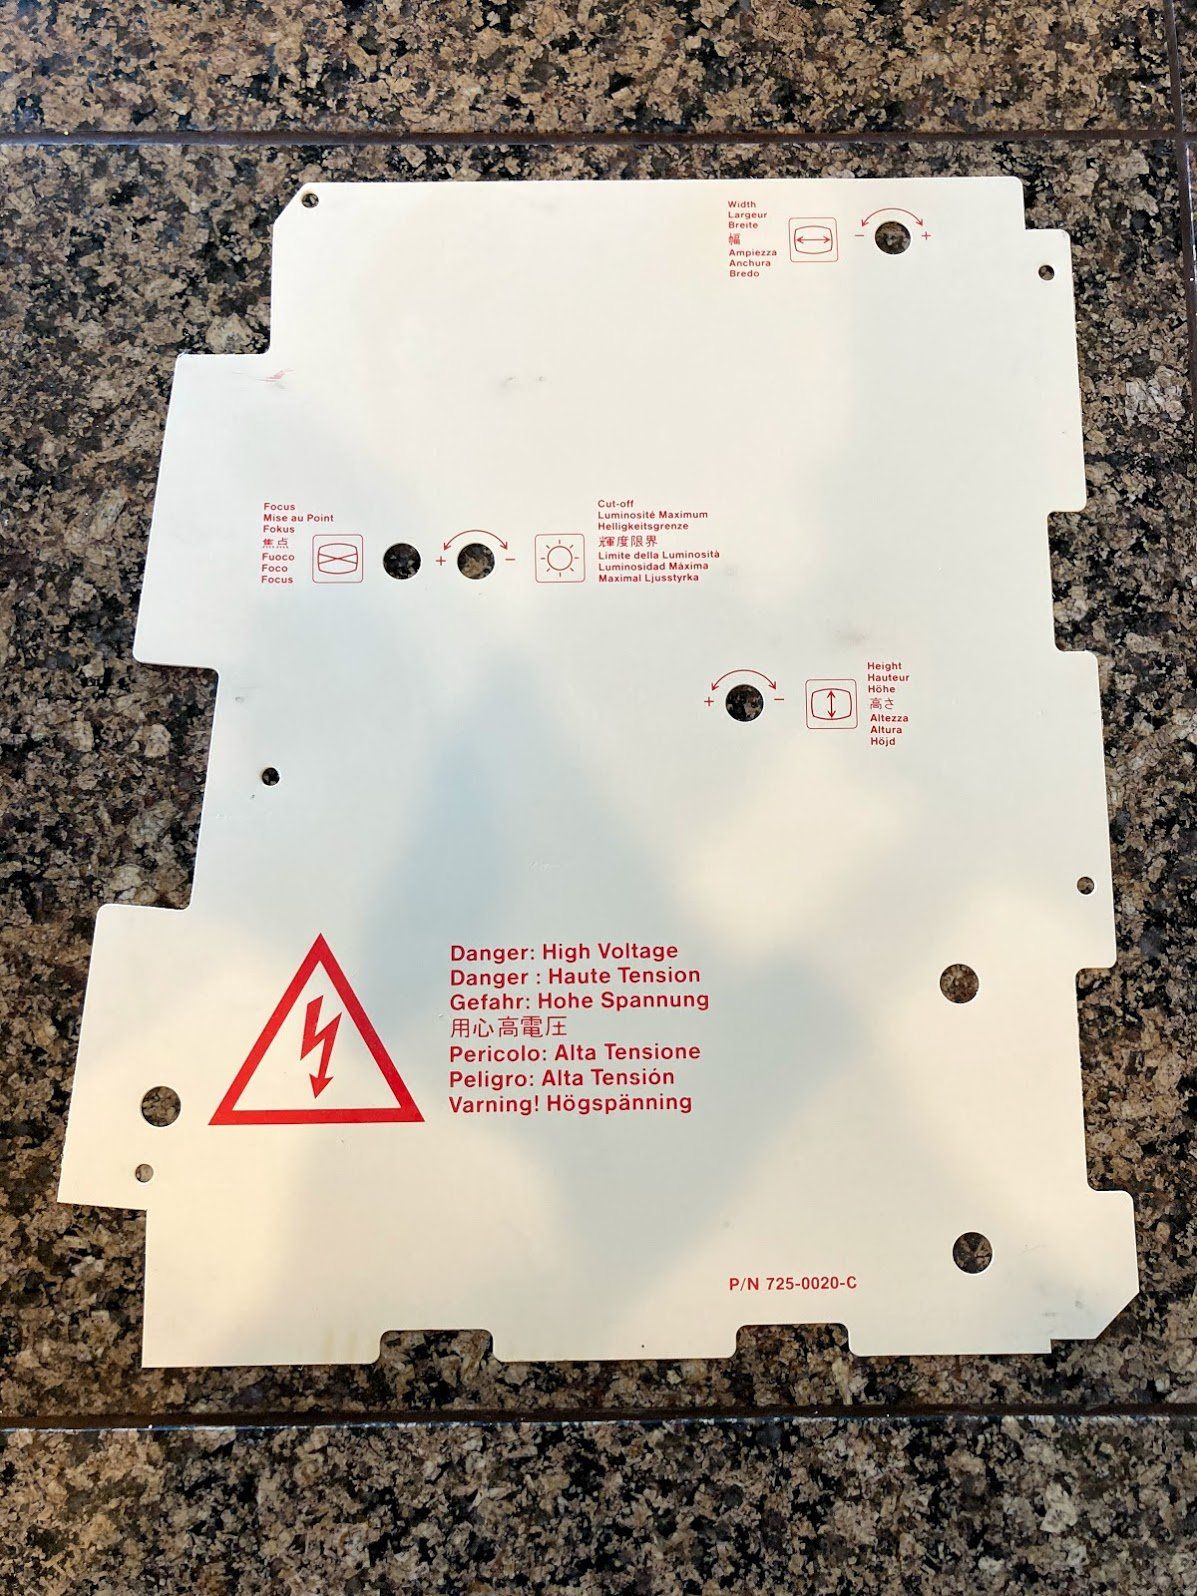 Width
Largeur
Breite
幅
Ampiezza
Anchura
Bredo
− +
Focus
Mise au Point
Fokus
焦点
Fuoco
Foco
Focus
+ −
Cut-off
Luminosité Maximum
Helligkeitsgrenze
輝度限界
Limite della Luminosità
Luminosidad Máxima
Maximal Ljusstyrka
+ −
Height
Hauteur
Höhe
高さ
Altezza
Altura
Höjd
Danger: High Voltage
Danger : Haute Tension
Gefahr: Hohe Spannung
用心高電圧
Pericolo: Alta Tensione
Peligro: Alta Tensión
Varning! Högspänning
P/N 725-0020-C